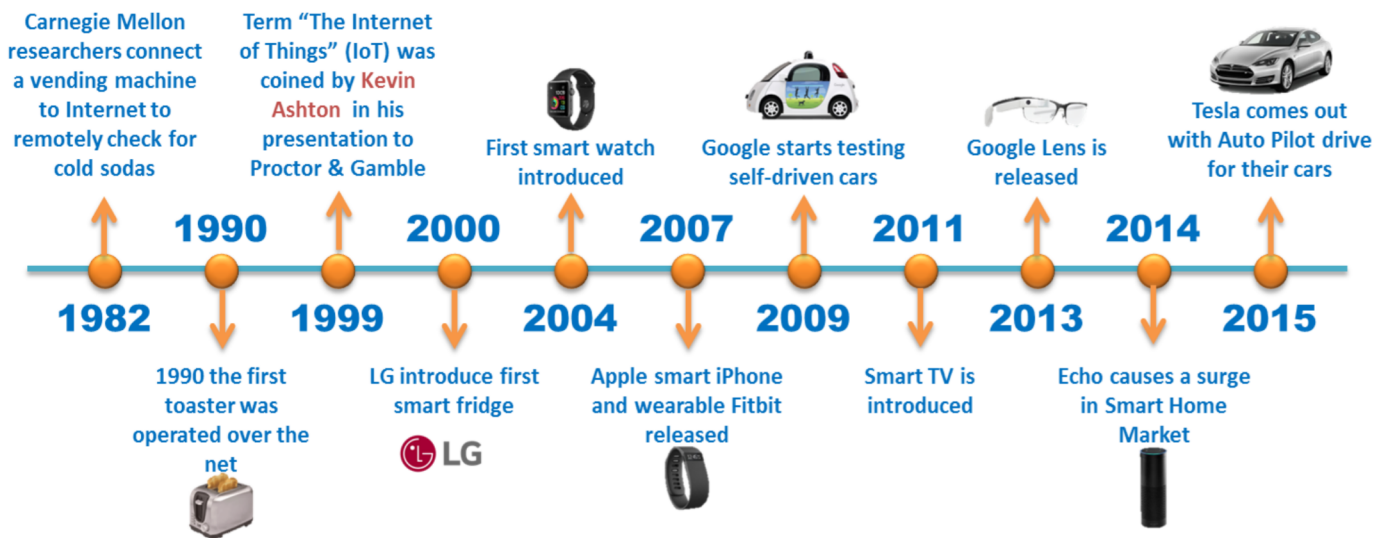 Carnegie Mellon
researchers connect
a vending machine
to Internet to
remotely check for
cold sodas
Term “The Internet
of Things” (IoT) was
coined by Kevin
Ashton in his
presentation to
Proctor & Gamble
First smart watch
introduced
Google starts testing
self-driven cars
Google Lens is
released
Tesla comes out
with Auto Pilot drive
for their cars
1990
2000
2007
2011
2014
1982
1999
2004
2009
2013
2015
1990 the first
toaster was
operated over the
net
LG introduce first
smart fridge
LG
Apple smart iPhone
and wearable Fitbit
released
Smart TV is
introduced
Echo causes a surge
in Smart Home
Market